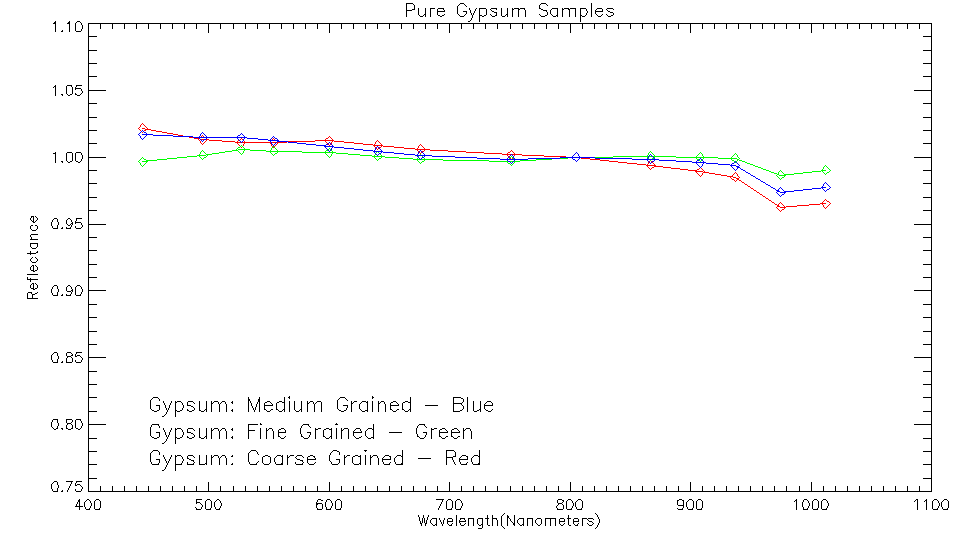 Pure Gypsum Samples
1.10
1.05
1.00
0.95
0.90
0.85
0.80
0.75
Reflectance
Gypsum: Medium Grained – Blue
Gypsum: Fine Grained – Green
Gypsum: Coarse Grained – Red
400 500 600 700 800 900 1000 1100
Wavelength(Nanometers)